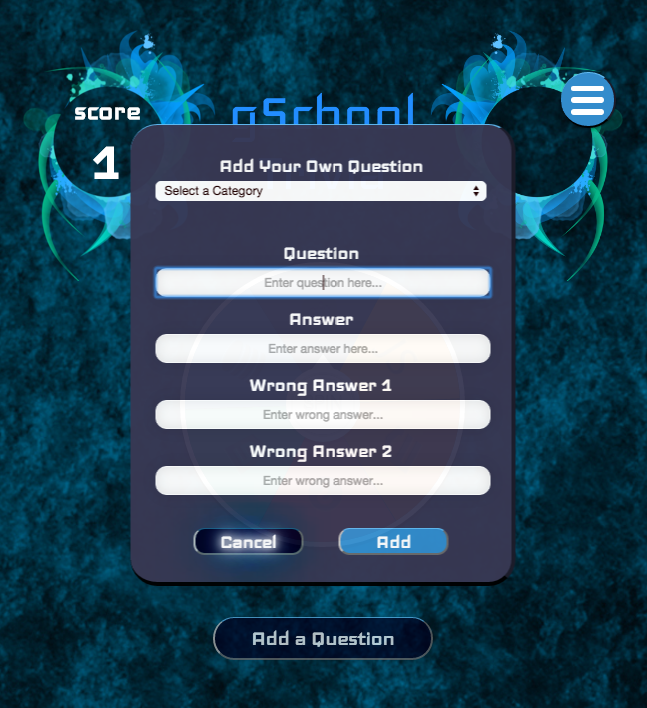 score
gSchool
1
Add Your Own Question
Select a Category
Question
Enter question here...
Answer
Enter answer here...
Wrong Answer 1
Enter wrong answer...
Wrong Answer 2
Enter wrong answer...
Cancel
Add
Add a Question